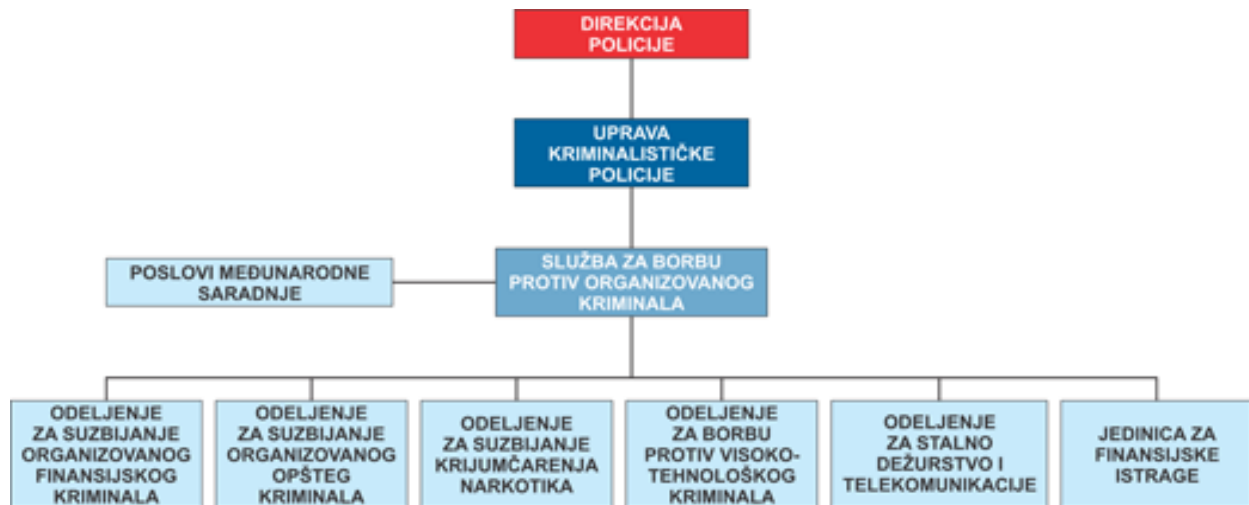 DIREKCIJA
POLICIJE
UPRAVA
KRIMINALISTIČKE
POLICIJE
SLUŽBA ZA BORBU
PROTIV ORGANIZOVANOG
KRIMINALA
POSLOVI MEĐUNARODNE
SARADNJE
ODELJENJE
ZA SUZBIJANJE
ORGANIZOVANOG
FINANSIJSKOG
KRIMINALA
ODELJENJE
ZA SUZBIJANJE
ORGANIZOVANOG
OPŠTEG
KRIMINALA
ODELJENJE
ZA SUZBIJANJE
KRIJUMČARENJA
NARKOTIKA
ODELJENJE
ZA BORBU
PROTIV VISOKO-
TEHNOLOŠKOG
KRIMINALA
ODELJENJE
ZA STALNO
DEŽURSTVO I
TELEKOMUNIKACIJE
JEDINICA ZA
FINANSIJSKE
ISTRAGE